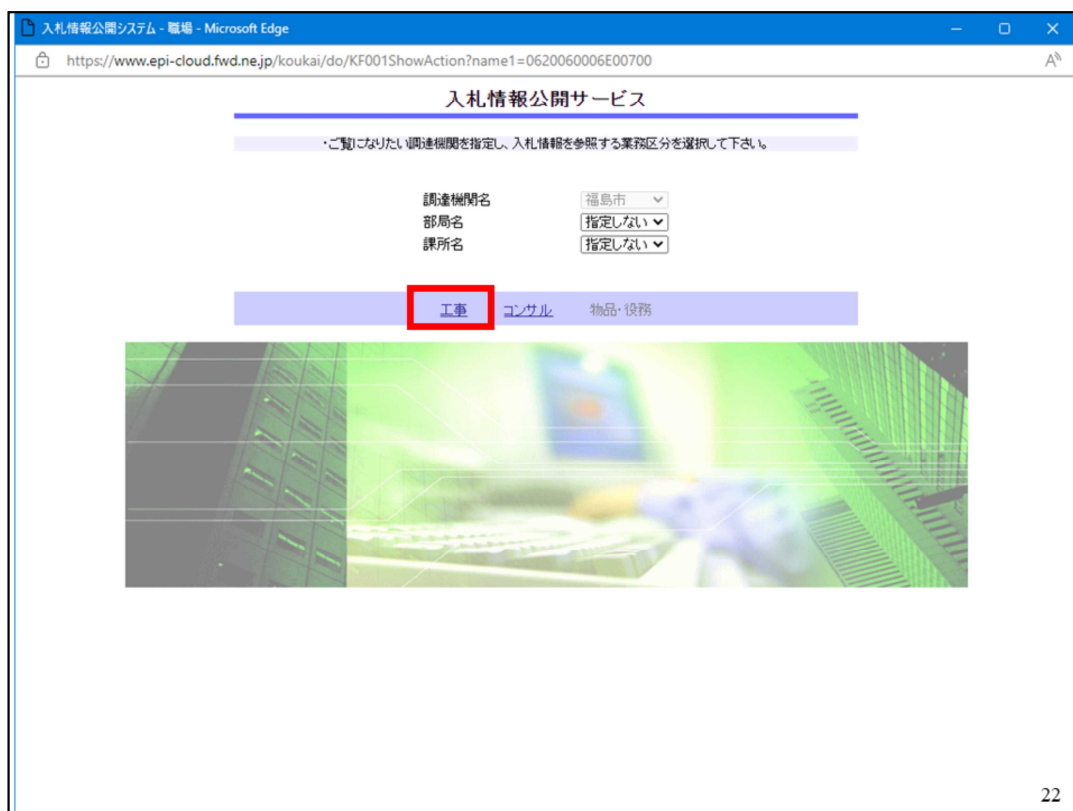 入札情報公開システム - 職場 - Microsoft Edge
https://www.epi-cloud.fwd.ne.jp/koukai/do/KF001ShowAction?name1=0620060006E00700
入札情報公開サービス
・ご覧になりたい調達機関を指定し、入札情報を参照する業務区分を選択して下さい。
調達機関名 福島市
部局名 指定しない
課所名 指定しない
工事 コンサル 物品・役務
22